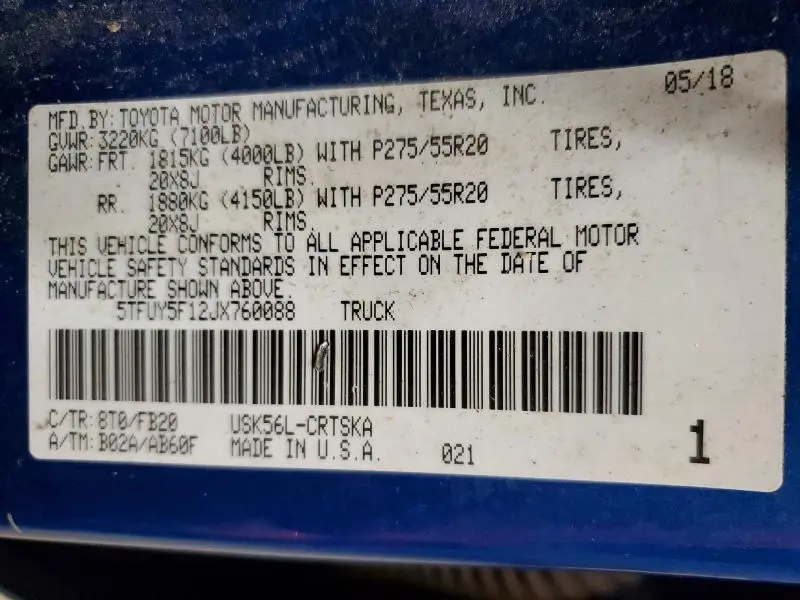 MFD.BY:TOYOTA MOTOR MANUFACTURING, TEXAS, INC. 05/18
GVWR:3220KG (7100LB)
GAWR:FRT. 1815KG (4000LB) WITH P275/55R20 TIRES,
20X8J RIMS.
RR. 1880KG (4150LB) WITH P275/55R20 TIRES,
20X8J RIMS.
THIS VEHICLE CONFORMS TO ALL APPLICABLE FEDERAL MOTOR
VEHICLE SAFETY STANDARDS IN EFFECT ON THE DATE OF
MANUFACTURE SHOWN ABOVE.
5TFUY5F12JX760088 TRUCK
C/TR:8T0/FB20 USK56L-CRTSKA
A/TM:B02A/AB60F MADE IN U.S.A. 021 1